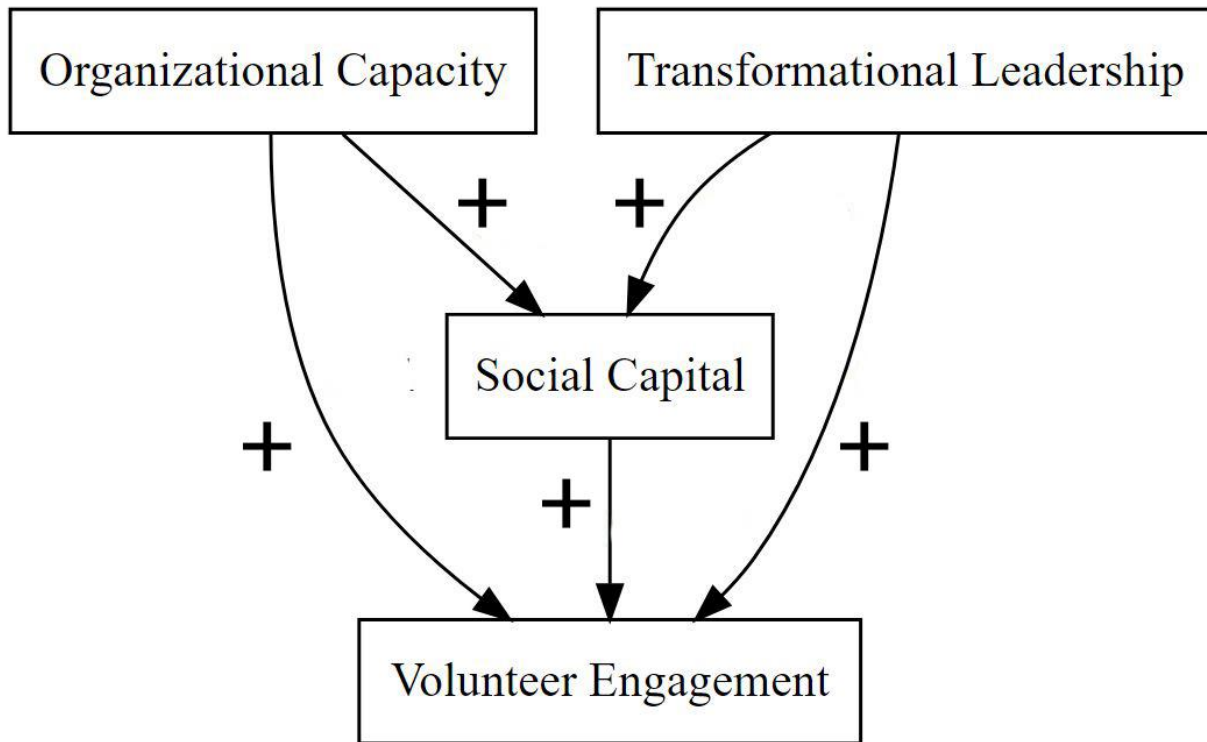 Organizational Capacity
Transformational Leadership
+
+
Social Capital
+
+
+
Volunteer Engagement